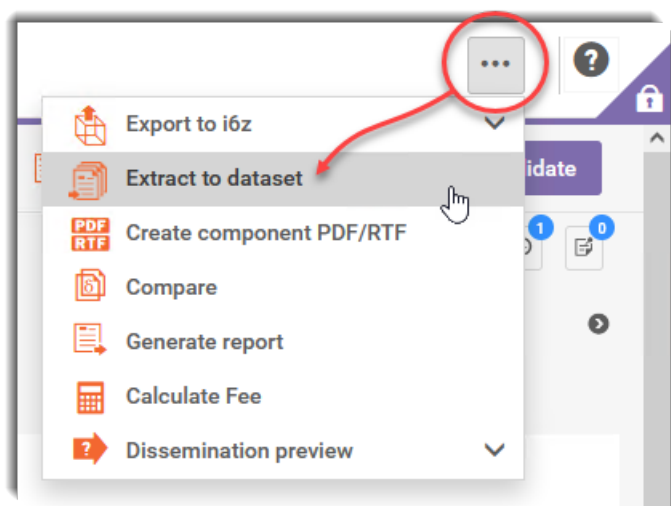 ...
?
Export to i6z
Extract to dataset
idate
PDF
RTF
Create component PDF/RTF
1
0
δ
Compare
Generate report
Calculate Fee
?
Dissemination preview